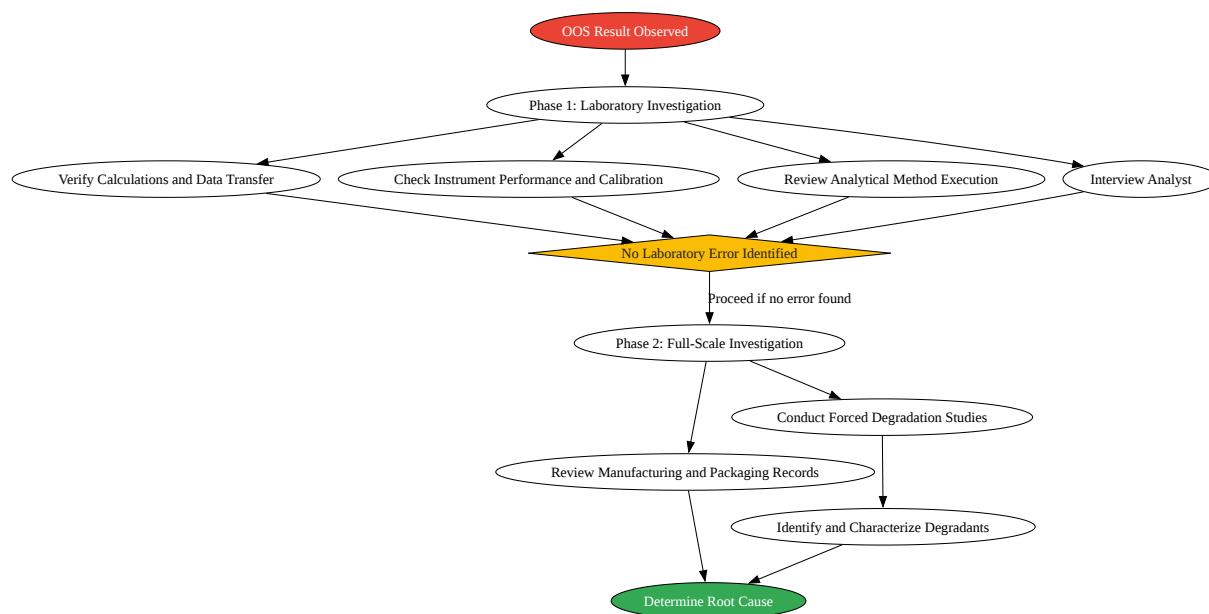 OOS Result Observed
Phase 1: Laboratory Investigation
Verify Calculations and Data Transfer
Check Instrument Performance and Calibration
Review Analytical Method Execution
Interview Analyst
No Laboratory Error Identified
Proceed if no error found
Phase 2: Full-Scale Investigation
Conduct Forced Degradation Studies
Review Manufacturing and Packaging Records
Identify and Characterize Degradants
Determine Root Cause